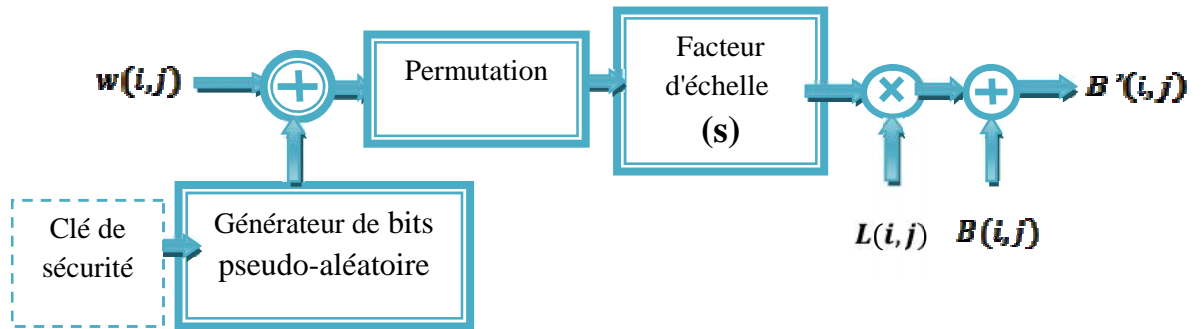 w(i,j)
+
Permutation
Facteur
d'échelle
(s)
×
+
B'(i,j)
Clé de
sécurité
Générateur de bits
pseudo-aléatoire
L(i,j)
B(i,j)